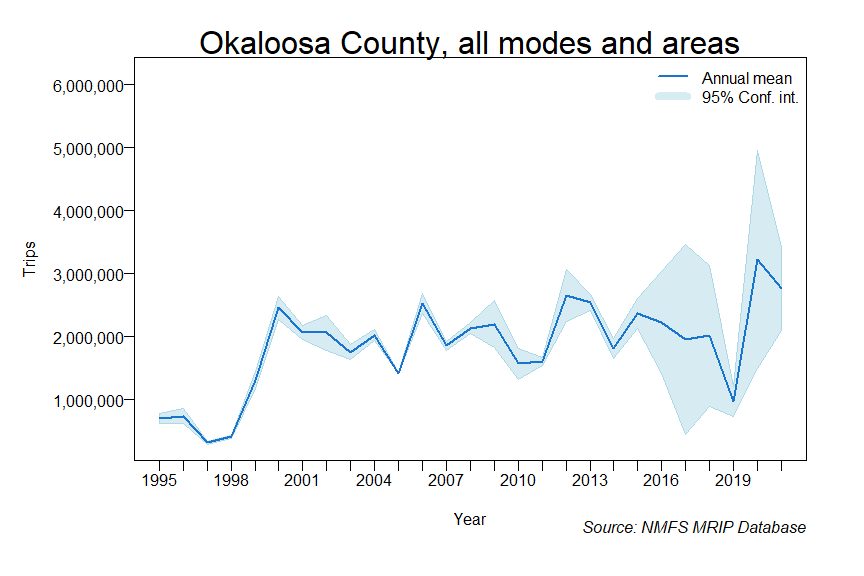 Okaloosa County, all modes and areas
Annual mean
95% Conf. int.
6,000,000
5,000,000
4,000,000
3,000,000
2,000,000
1,000,000
Trips
1995 1998 2001 2004 2007 2010 2013 2016 2019
Year
Source: NMFS MRIP Database